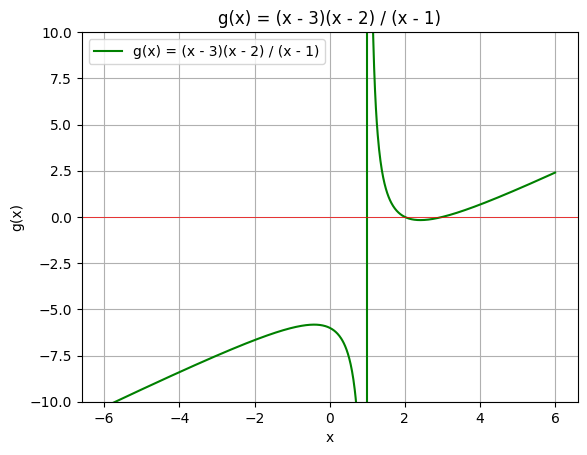 g(x) = (x - 3)(x - 2) / (x - 1)
g(x) = (x - 3)(x - 2) / (x - 1)
10.0
7.5
5.0
2.5
0.0
−2.5
−5.0
−7.5
−10.0
g(x)
−6 −4 −2 0 2 4 6
x